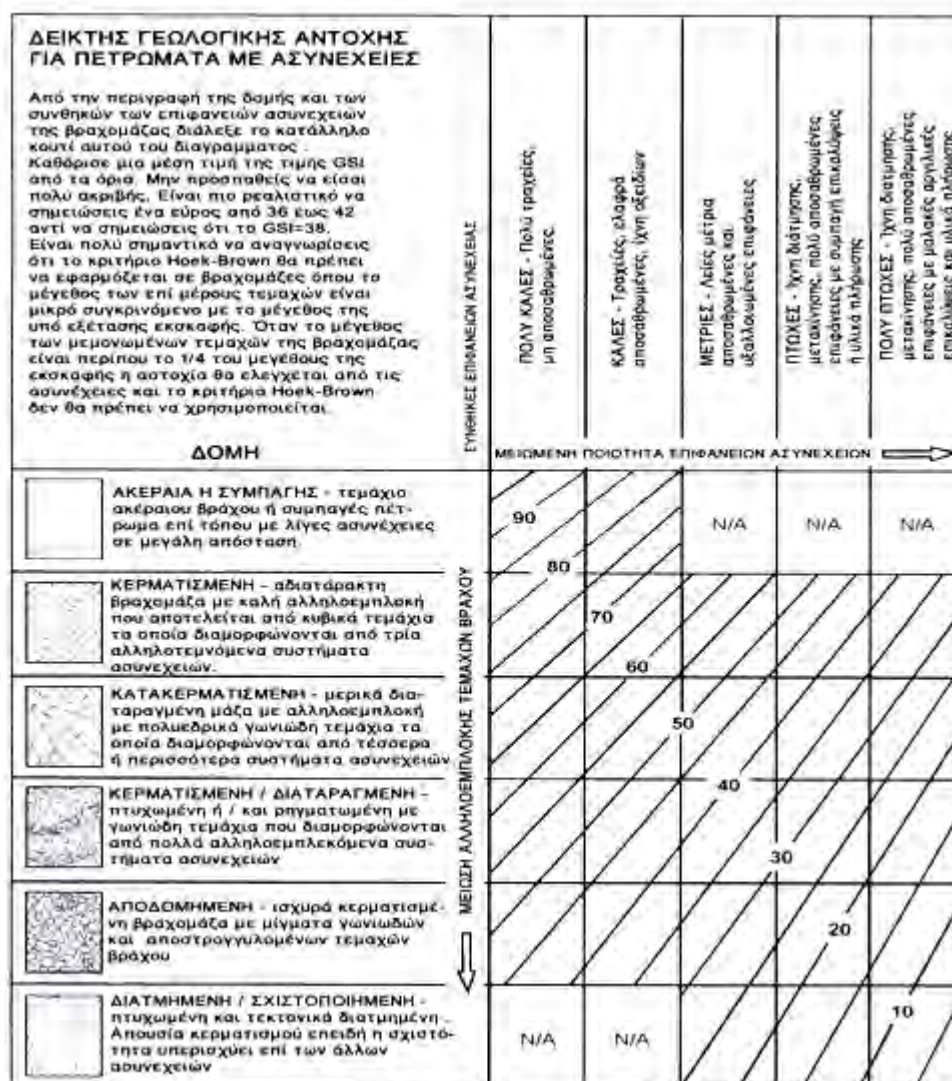 ΔΕΙΚΤΗΣ ΓΕΩΛΟΓΙΚΗΣ ΑΝΤΟΧΗΣ
ΓΙΑ ΠΕΤΡΩΜΑΤΑ ΜΕ ΑΣΥΝΕΧΕΙΕΣ
Από την περιγραφή της δομής και των
συνθηκών των επιφανειών ασυνεχειών
της βραχομάζας διάλεξε το κατάλληλο
κουτί αυτού του διαγράμματος .
Καθόρισε μια μέση τιμή της τιμής GSI
από τα όρια. Μην προσπαθείς να είσαι
πολύ ακριβής. Είναι πιο ρεαλιστικό να
σημειώσεις ένα εύρος από 36 έως 42
αντί να σημειώσεις ότι το GSI=38.
Είναι πολύ σημαντικό να αναγνωρίσεις
ότι το κριτήριο Hoek-Brown θα πρέπει
να εφαρμόζεται σε βραχομάζες όπου το
μέγεθος των επί μέρους τεμαχών είναι
μικρό συγκρινόμενο με το μέγεθος της
υπό εξέτασης εκσκαφής. Όταν το μέγεθος
των μεμονωμένων τεμαχών της βραχομάζας
είναι περίπου το 1/4 του μεγέθους της
εκσκαφής η αστοχία θα ελεγχεται από τις
ασυνέχειες και το κριτήριο Hoek-Brown
δεν θα πρέπει να χρησιμοποιείται.
ΔΟΜΗ
ΣΥΝΘΗΚΕΣ ΕΠΙΦΑΝΕΙΩΝ ΑΣΥΝΕΧΕΙΑΣ
ΠΟΛΥ ΚΑΛΕΣ - Πολύ τραχείες,
μη αποσαθρωμένες.
ΚΑΛΕΣ - Τραχείες, ελαφρά
αποσαθρωμένες, ίχνη οξειδίων
ΜΕΤΡΙΕΣ - Λείες μέτρια
αποσαθρωμένες και
εξαλλοιωμένες επιφάνειες
ΠΤΩΧΕΣ - Ίχνη διάτμησης,
μετακίνησης, πολύ αποσαθρωμένες
επιφάνειες με συμπαγή επικαλύψεις
ή υλικά πλήρωσης
ΠΟΛΥ ΠΤΩΧΕΣ - Ίχνη διάτμησης,
μετακίνησης, πολύ αποσαθρωμένες
επιφάνειες με μαλακές αργιλικές
επικαλύψεις και υλικά πλήρωσης
ΜΕΙΩΜΕΝΗ ΠΟΙΟΤΗΤΑ ΕΠΙΦΑΝΕΙΩΝ ΑΣΥΝΕΧΕΙΩΝ
ΜΕΙΩΣΗ ΑΛΛΗΛΟΕΜΠΛΟΚΗΣ ΤΕΜΑΧΩΝ ΒΡΑΧΟΥ
ΑΚΕΡΑΙΑ Η ΣΥΜΠΑΓΗΣ - τεμάχιο
ακέραιου βράχου ή συμπαγές πέτ-
ρωμα επί τόπου με λίγες ασυνέχειες
σε μεγάλη απόσταση
90
80
N/A
N/A
N/A
ΚΕΡΜΑΤΙΣΜΕΝΗ - αδιατάρακτη
βραχομάζα με καλή αλληλοεμπλοκή
που αποτελείται από κυβικά τεμάχια
τα οποία διαμορφώνονται από τρία
αλληλοτεμνόμενα συστήματα
ασυνεχειών.
70
60
ΚΑΤΑΚΕΡΜΑΤΙΣΜΕΝΗ - μερικά δια-
ταραγμένη μάζα με αλληλοεμπλοκή
με πολυεδρικά γωνιώδη τεμάχια τα
οποία διαμορφώνονται από τέσσερα
ή περισσότερα συστήματα ασυνεχειών
50
ΚΕΡΜΑΤΙΣΜΕΝΗ / ΔΙΑΤΑΡΑΓΜΕΝΗ -
πτυχωμένη ή / και ρηγματωμένη με
γωνιώδη τεμάχια που διαμορφώνονται
από πολλά αλληλοεμπλεκόμενα συσ-
τήματα ασυνεχειών
40
30
ΑΠΟΔΟΜΗΜΕΝΗ - ισχυρά κερματισμέ-
νη βραχομάζα με μίγματα γωνιωδών
και αποστρογγυλομένων τεμαχών
βράχου
20
ΔΙΑΤΜΗΜΕΝΗ / ΣΧΙΣΤΟΠΟΙΗΜΕΝΗ -
πτυχωμένη και τεκτονικά διατμημένη -
Απουσία κερματισμού επειδή η σχιστό-
τητα υπερισχύει επί των άλλων
ασυνεχειών
N/A
N/A
10